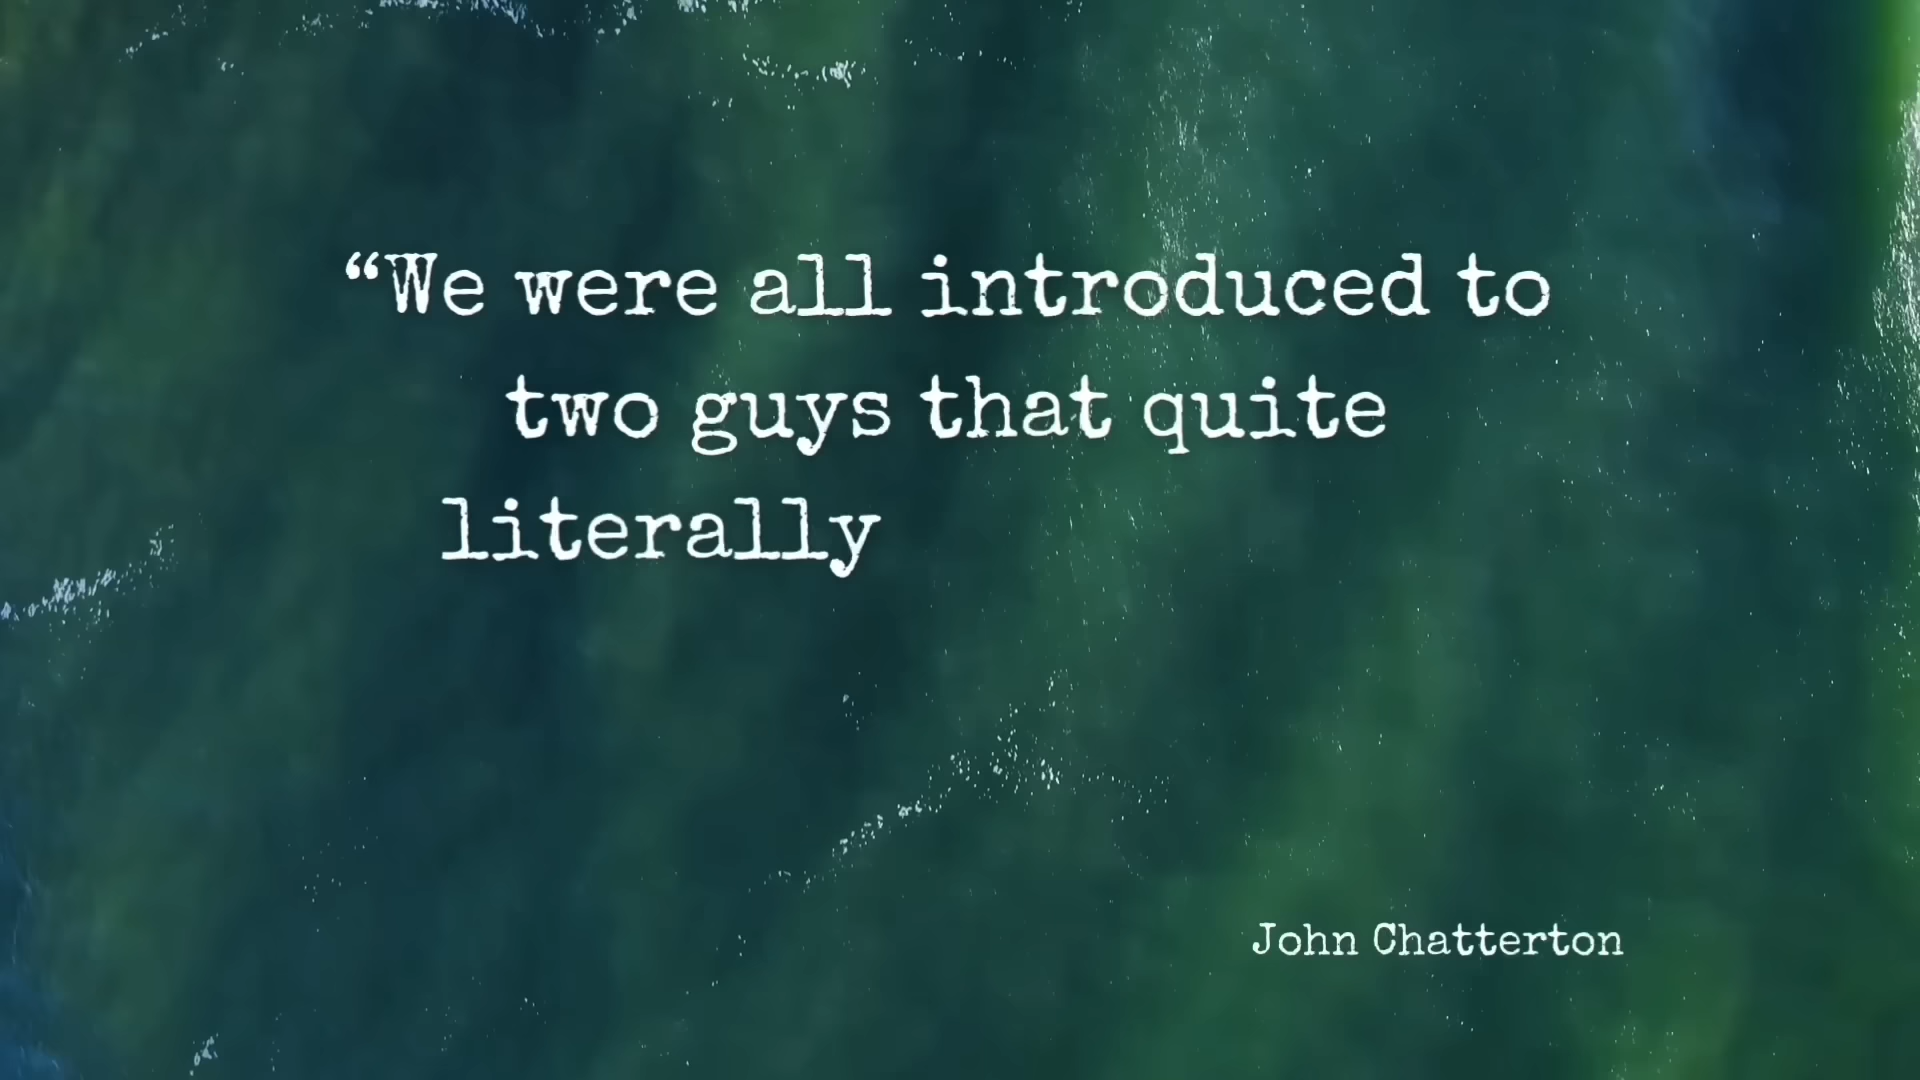 “We were all introduced to
two guys that quite
literally
John Chatterton